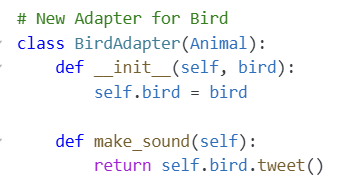 # New Adapter for Bird
class BirdAdapter(Animal):
    def __init__(self, bird):
        self.bird = bird

    def make_sound(self):
        return self.bird.tweet()